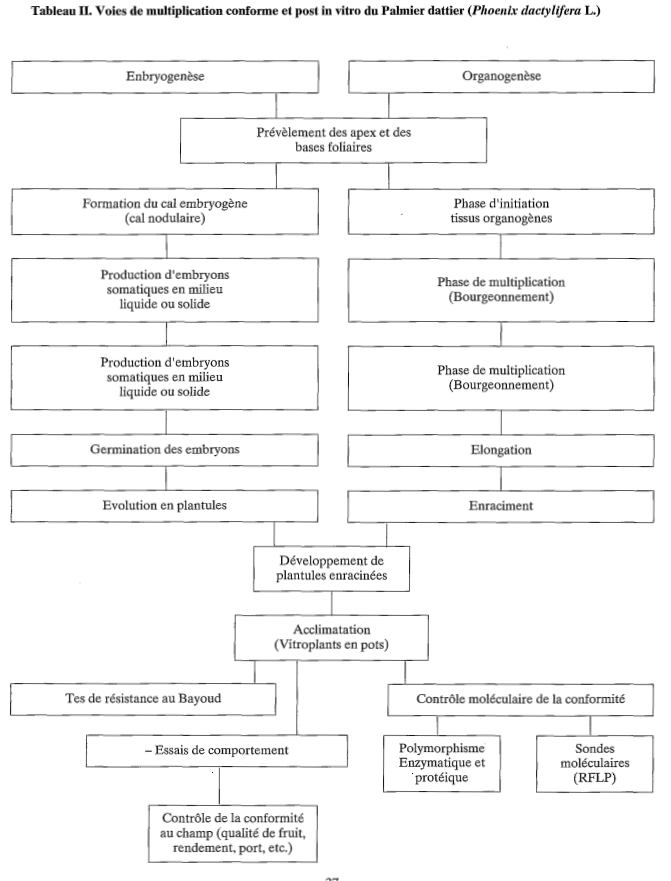 Tableau II. Voies de multiplication conforme et post in vitro du Palmier dattier (Phoenix dactylifera L.)
Enbryogenèse
Organogenèse
Prévèlement des apex et des
bases foliaires
Formation du cal embryogène
(cal nodulaire)
Phase d'initiation
tissus organogènes
Production d'embryons
somatiques en milieu
liquide ou solide
Phase de multiplication
(Bourgeonnement)
Production d'embryons
somatiques en milieu
liquide ou solide
Phase de multiplication
(Bourgeonnement)
Germination des embryons
Elongation
Evolution en plantules
Enraciment
Développement de
plantules enracinées
Acclimatation
(Vitroplants en pots)
Tes de résistance au Bayoud
Contrôle moléculaire de la conformité
– Essais de comportement
Polymorphisme
Enzymatique et
protéique
Sondes
moléculaires
(RFLP)
Contrôle de la conformité
au champ (qualité de fruit,
rendement, port, etc.)